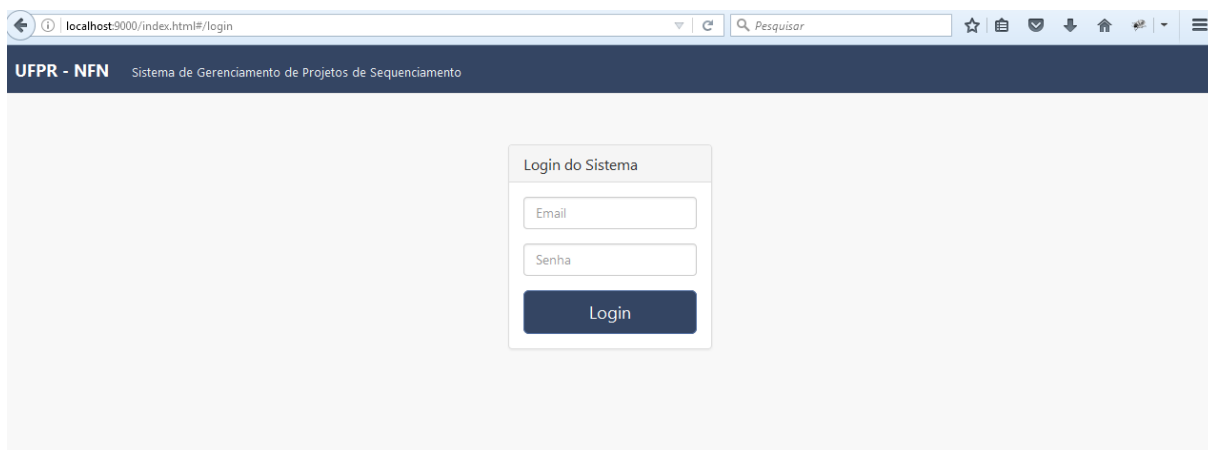 localhost:9000/index.html#/login
Pesquisar
UFPR - NFN Sistema de Gerenciamento de Projetos de Sequenciamento
Login do Sistema
Email
Senha
Login